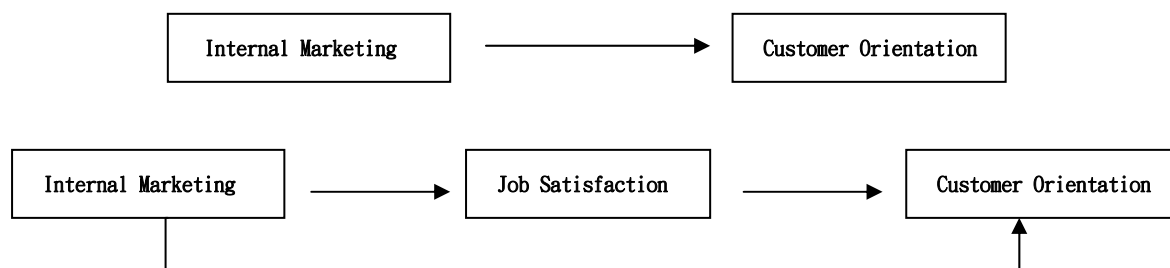 Internal Marketing
Customer Orientation
Internal Marketing
Job Satisfaction
Customer Orientation